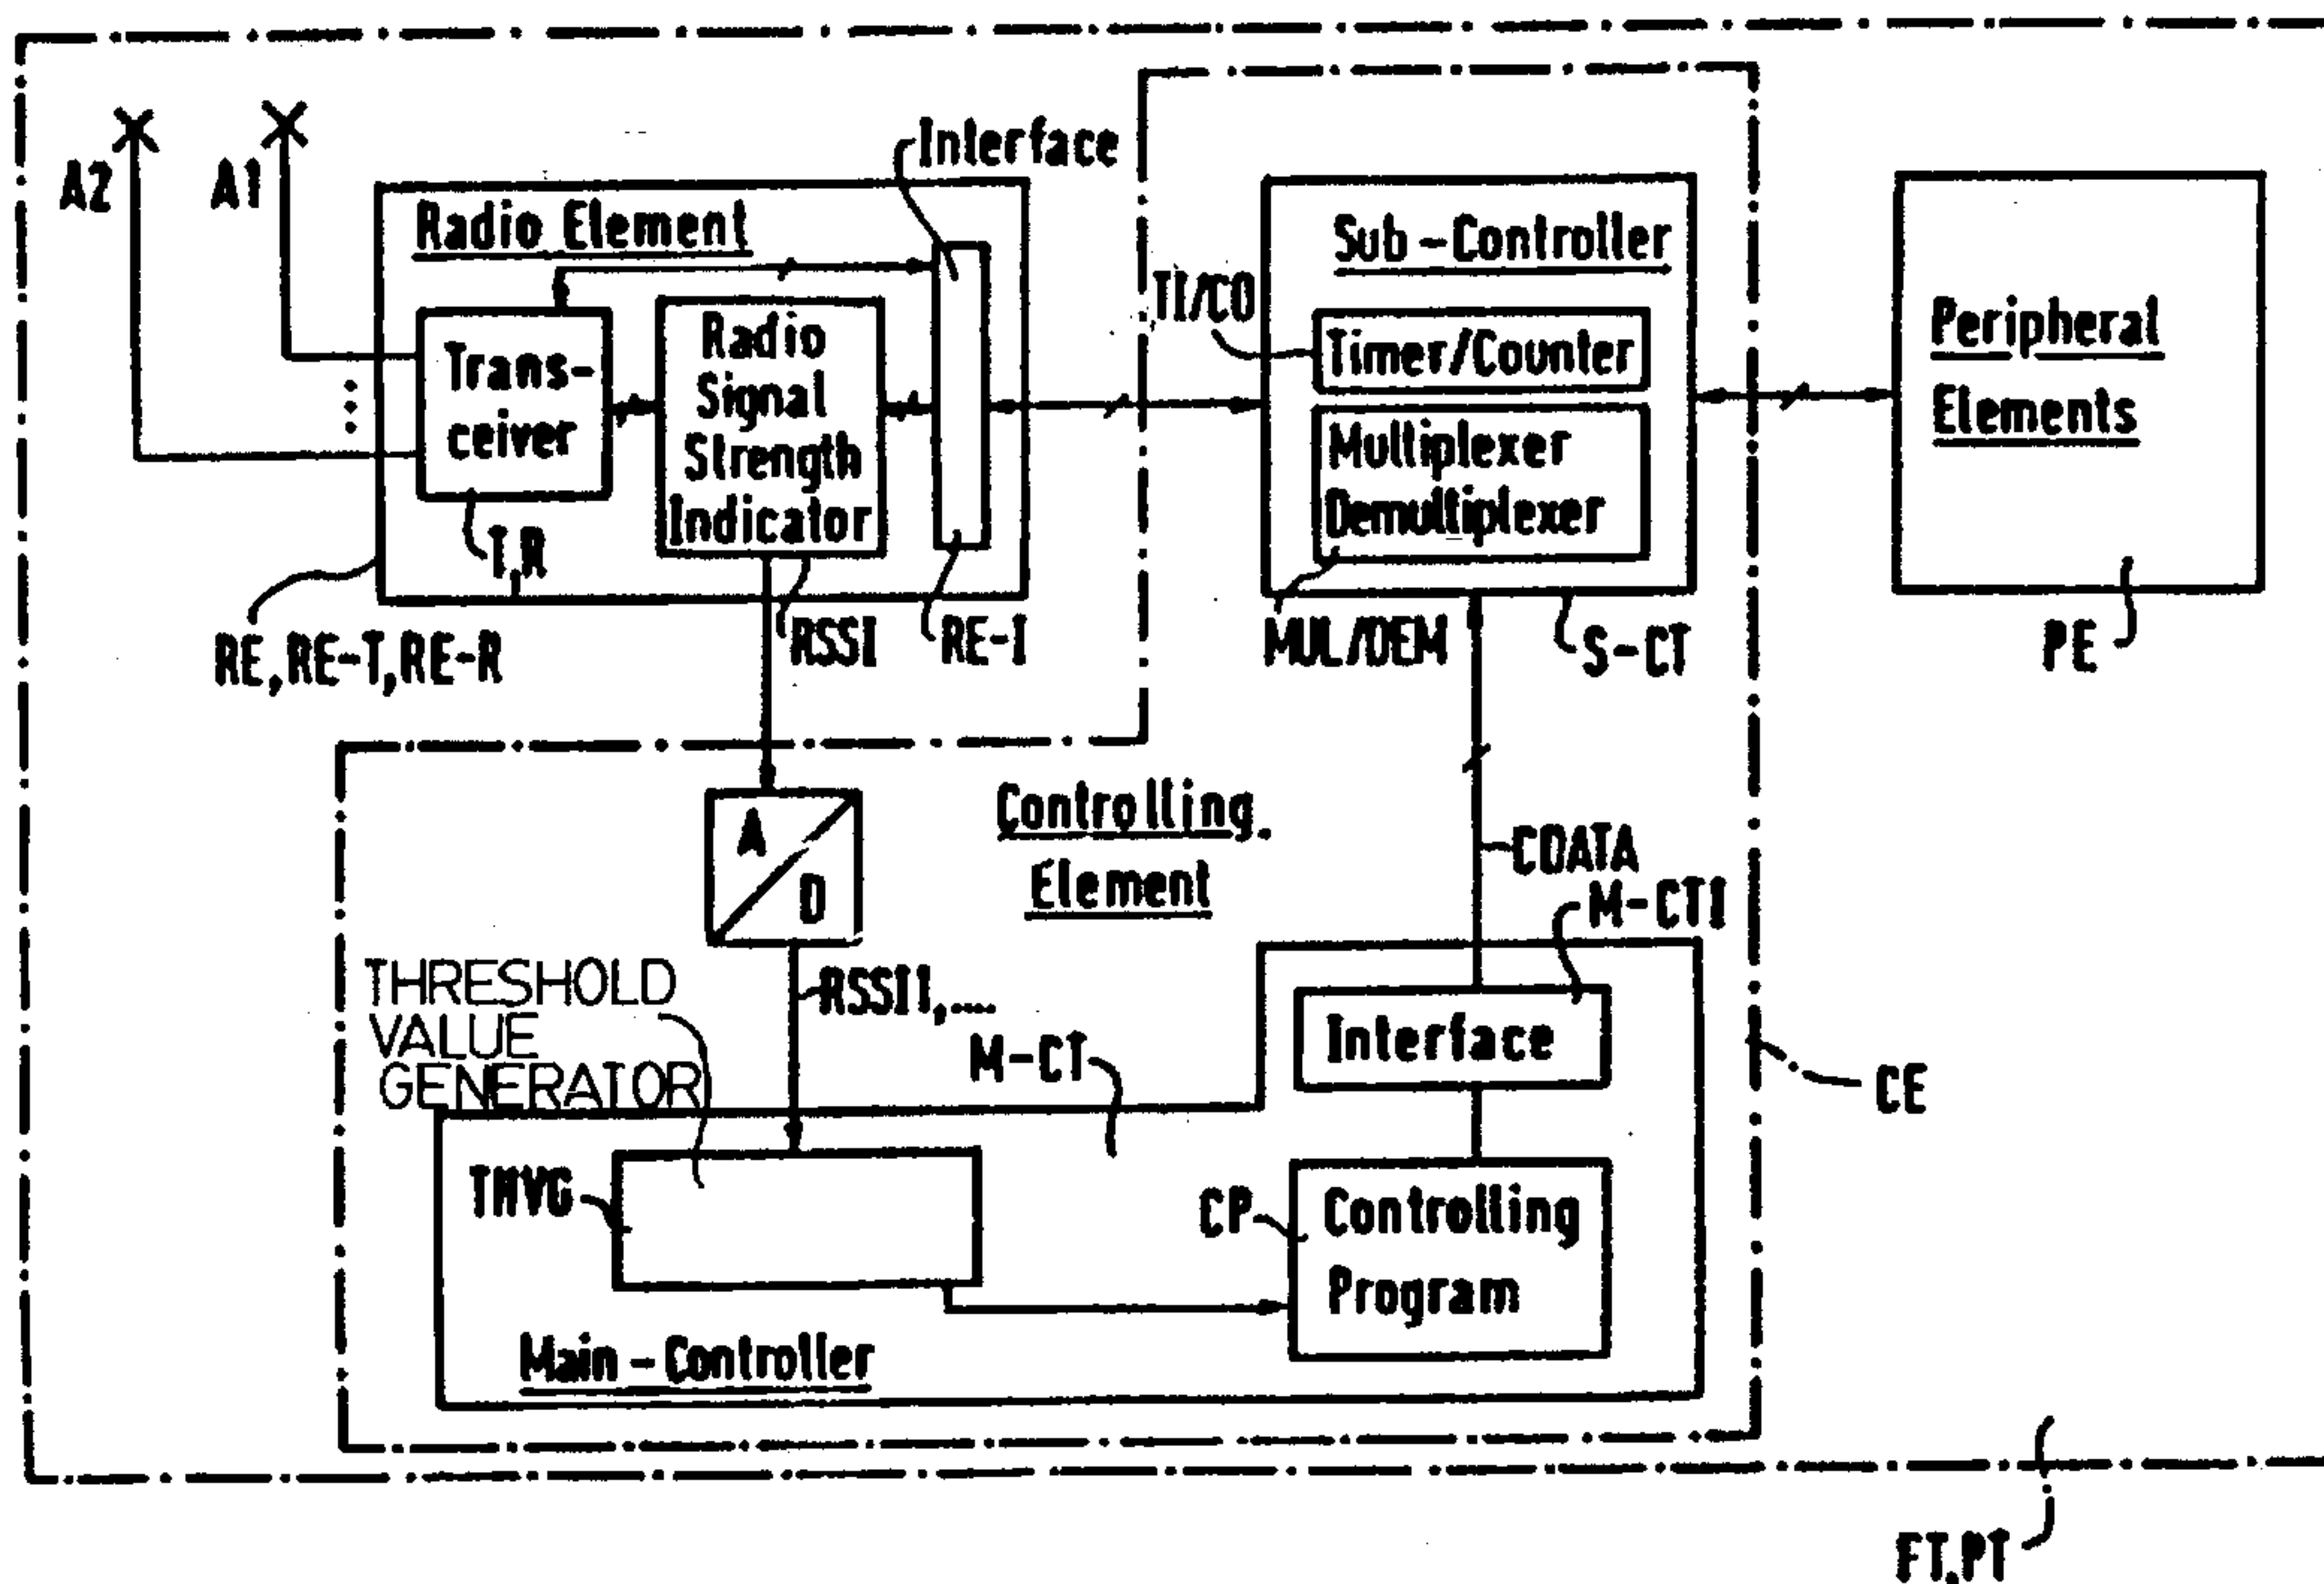 Interface
A2
A1
Radio Element
Sub-Controller
TI/CO
Trans-
ceiver
Radio
Signal
Strength
Indicator
Timer/Counter
Multiplexer
Demultiplexer
Peripheral
Elements
T,R
RE,RE-T,RE-R
RSSI
RE-I
MUL/DEM
S-CT
PE
A
D
Controlling
Element
CDATA
M-CTI
THRESHOLD
VALUE
GENERATOR
RSSI1,....
M-CT
Interface
CE
THVG
CP
Controlling
Program
Main-Controller
FT,PT